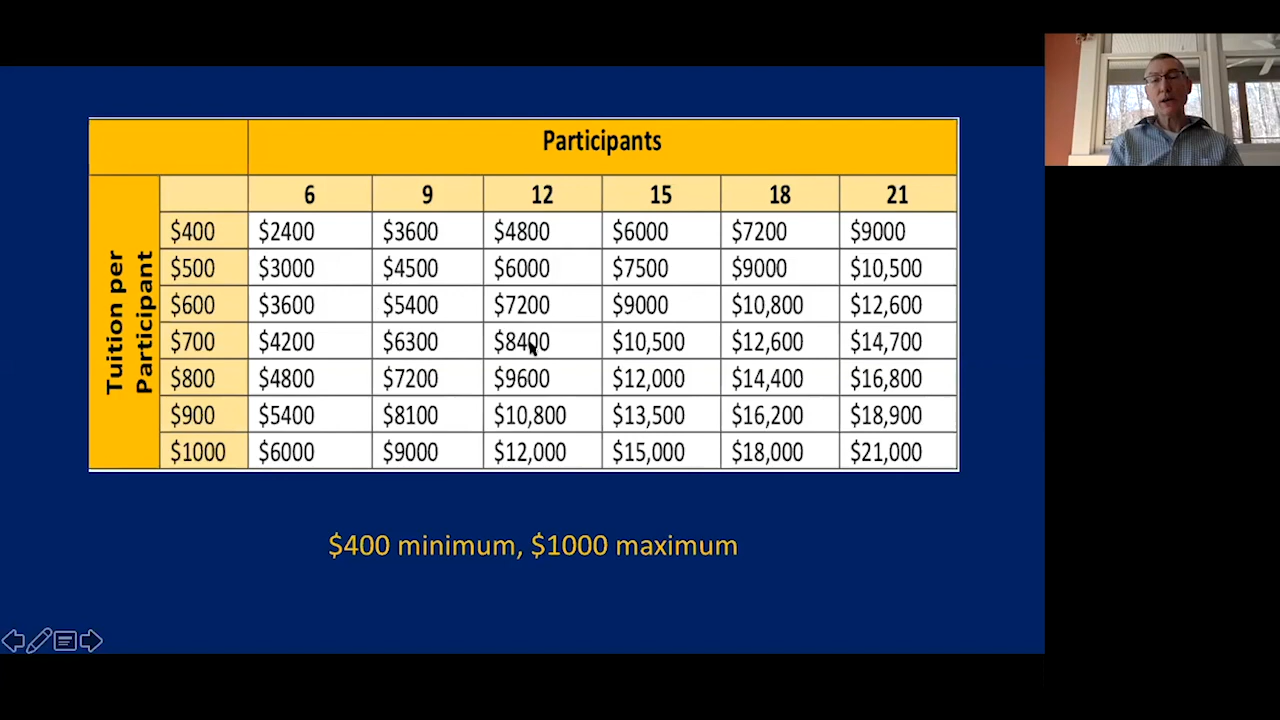 Participants
Tuition per
Participant
6 9 12 15 18 21
$400 $2400 $3600 $4800 $6000 $7200 $9000
$500 $3000 $4500 $6000 $7500 $9000 $10,500
$600 $3600 $5400 $7200 $9000 $10,800 $12,600
$700 $4200 $6300 $8400 $10,500 $12,600 $14,700
$800 $4800 $7200 $9600 $12,000 $14,400 $16,800
$900 $5400 $8100 $10,800 $13,500 $16,200 $18,900
$1000 $6000 $9000 $12,000 $15,000 $18,000 $21,000
$400 minimum, $1000 maximum